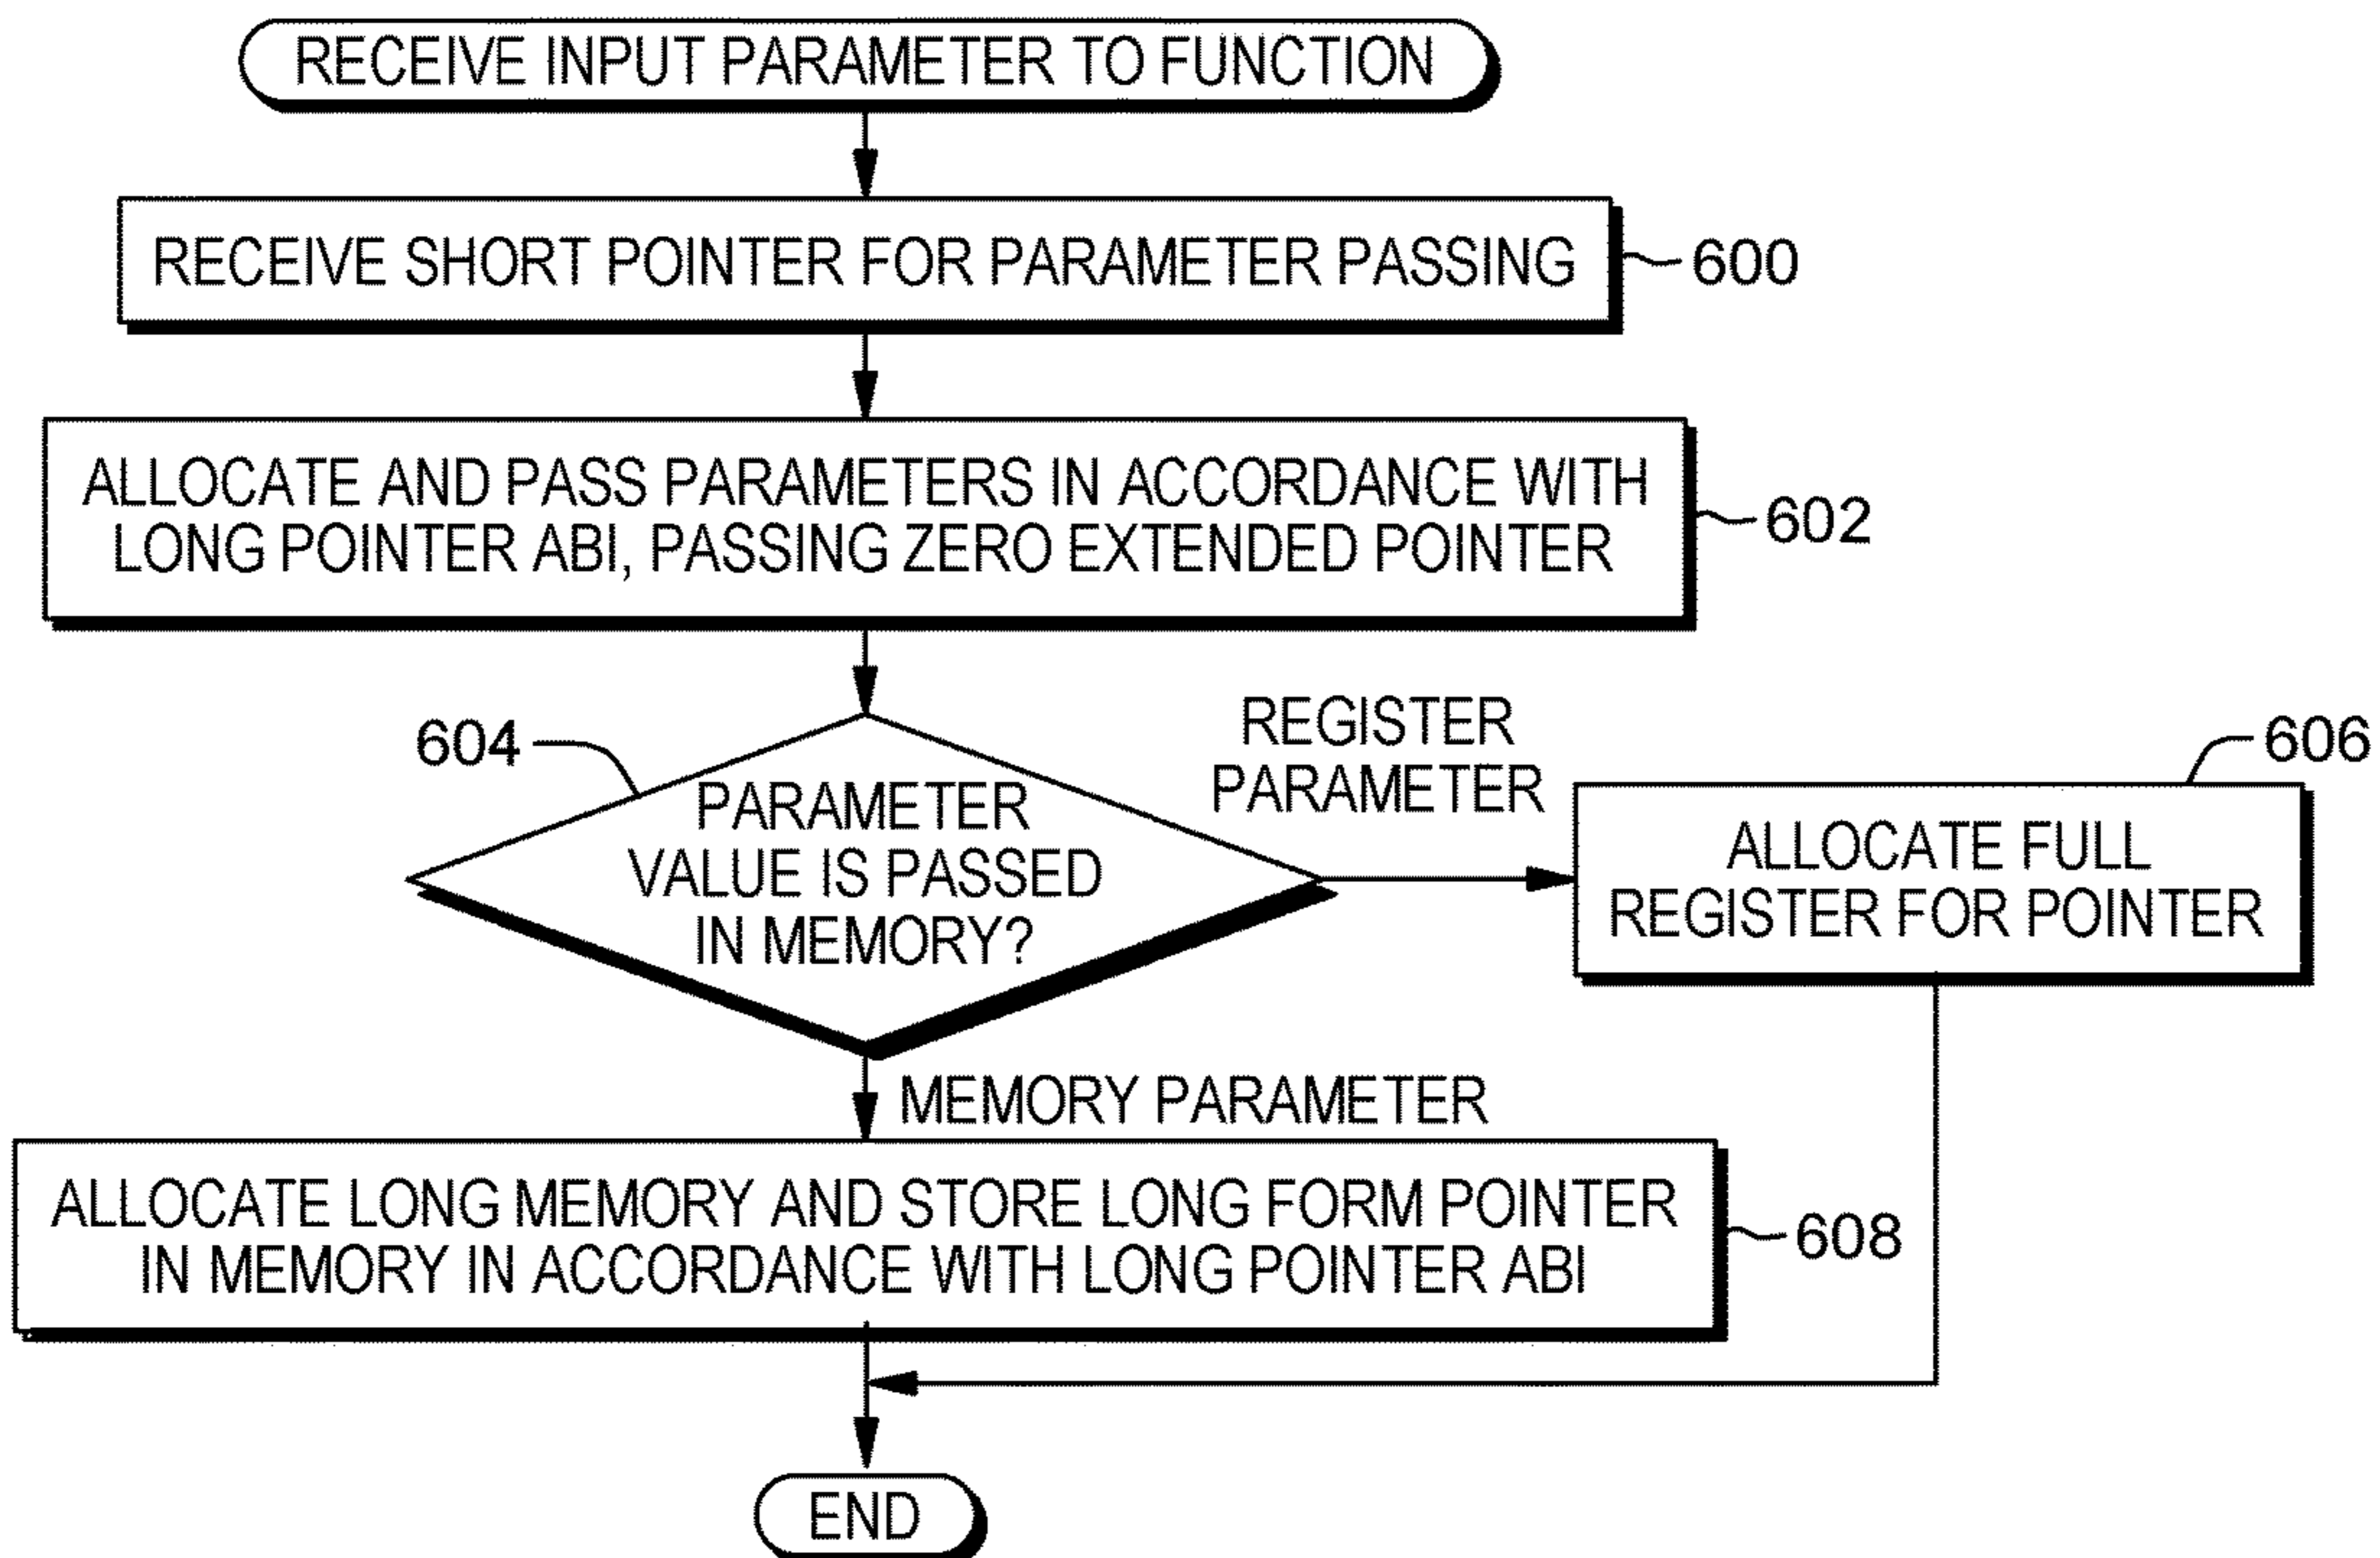 RECEIVE INPUT PARAMETER TO FUNCTION
RECEIVE SHORT POINTER FOR PARAMETER PASSING
600
ALLOCATE AND PASS PARAMETERS IN ACCORDANCE WITH
LONG POINTER ABI, PASSING ZERO EXTENDED POINTER
602
604
PARAMETER
VALUE IS PASSED
IN MEMORY?
REGISTER
PARAMETER
606
ALLOCATE FULL
REGISTER FOR POINTER
MEMORY PARAMETER
ALLOCATE LONG MEMORY AND STORE LONG FORM POINTER
IN MEMORY IN ACCORDANCE WITH LONG POINTER ABI
608
END